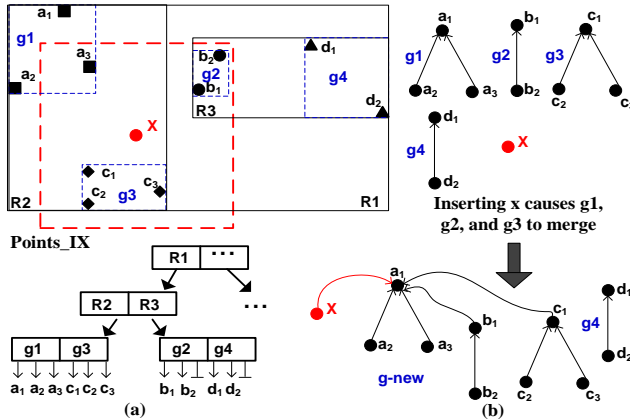 a1
g1
a3
a2
X
b2
g2
b1
R3
d1
g4
d2
c1
c2
g3
c3
R2
R1
Points_IX
R1 ...
R2 R3
...
g1 g3
g2 g4
a1 a2 a3 c1 c2 c3
b1 b2 d1 d2
(a)
a1
g1
a2
a3
b1
g2
b2
c1
g3
c2
c2
d1
g4
d2
X
Inserting x causes g1,
g2, and g3 to merge
X
a1
a2
a3
b1
b2
g-new
c1
c2
c3
d1
g4
d2
(b)